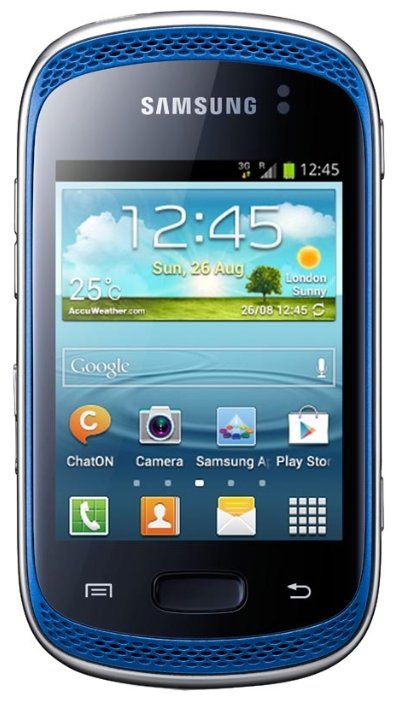 SAMSUNG
3G R 12:45
12:45
Sun, 26 Aug
London
25°c Sunny
AccuWeather.com 26/08 12:45
Google
ChatON Camera Samsung Ap Play Stor